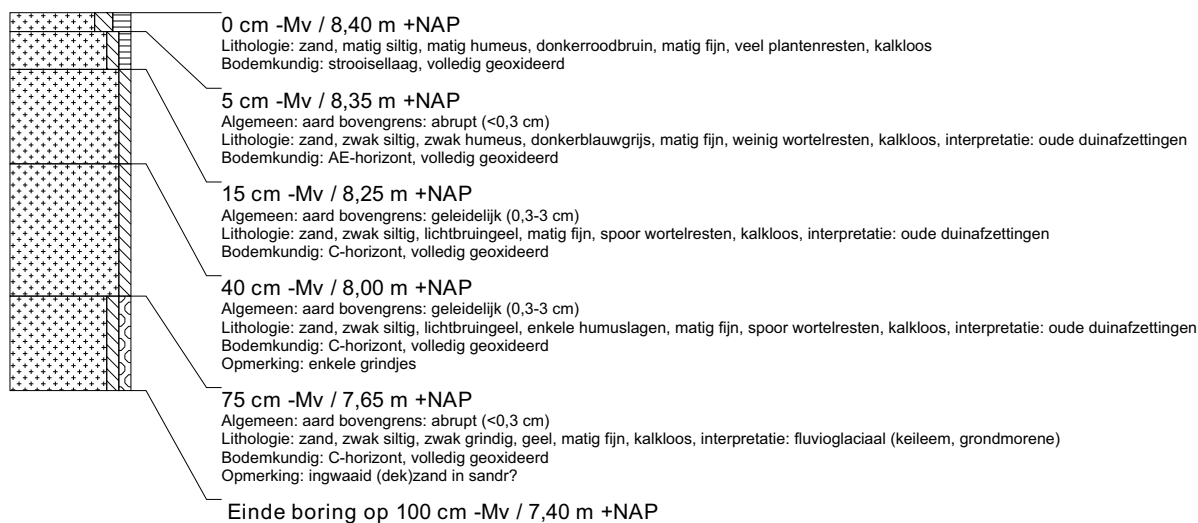 0 cm -Mv / 8,40 m +NAP
Lithologie: zand, matig siltig, matig humeus, donkerroodbruin, matig fijn, veel plantenresten, kalkloos
Bodemkundig: strooisellaag, volledig geoxideerd
5 cm -Mv / 8,35 m +NAP
Algemeen: aard bovengrens: abrupt (<0,3 cm)
Lithologie: zand, zwak siltig, zwak humeus, donkerblauwgrijs, matig fijn, weinig wortelresten, kalkloos, interpretatie: oude duinafzettingen
Bodemkundig: AE-horizont, volledig geoxideerd
15 cm -Mv / 8,25 m +NAP
Algemeen: aard bovengrens: geleidelijk (0,3-3 cm)
Lithologie: zand, zwak siltig, lichtbruingeel, matig fijn, spoor wortelresten, kalkloos, interpretatie: oude duinafzettingen
Bodemkundig: C-horizont, volledig geoxideerd
40 cm -Mv / 8,00 m +NAP
Algemeen: aard bovengrens: geleidelijk (0,3-3 cm)
Lithologie: zand, zwak siltig, lichtbruingeel, enkele humuslagen, matig fijn, spoor wortelresten, kalkloos, interpretatie: oude duinafzettingen
Bodemkundig: C-horizont, volledig geoxideerd
Opmerking: enkele grindjes
75 cm -Mv / 7,65 m +NAP
Algemeen: aard bovengrens: abrupt (<0,3 cm)
Lithologie: zand, zwak siltig, zwak grindig, geel, matig fijn, kalkloos, interpretatie: fluvioglaciaal (keileem, grondmorene)
Bodemkundig: C-horizont, volledig geoxideerd
Opmerking: ingwaaid (dek)zand in sandr?
Einde boring op 100 cm -Mv / 7,40 m +NAP